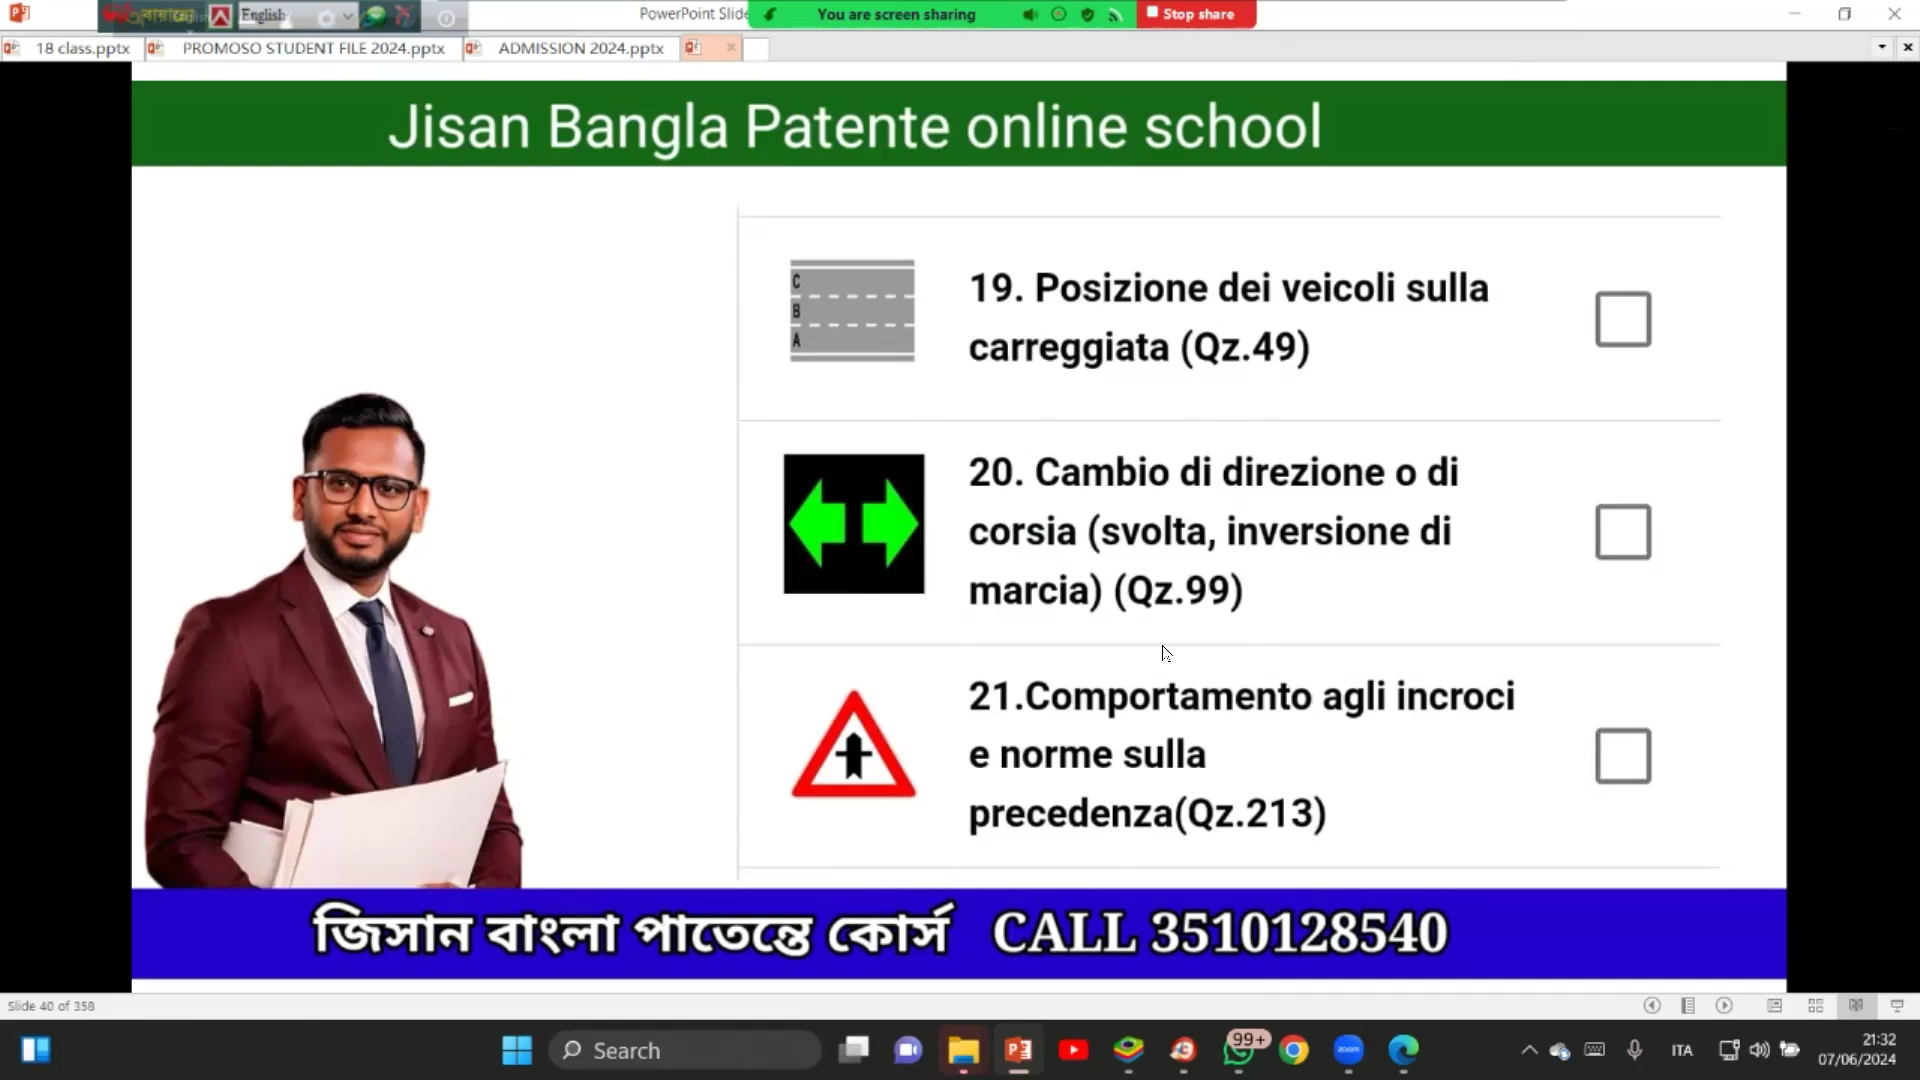 English
PowerPoint Slide
You are screen sharing
Stop share
18 class.pptx
PROMOSO STUDENT FILE 2024.pptx
ADMISSION 2024.pptx
Jisan Bangla Patente online school
C
B
A
19. Posizione dei veicoli sulla
carreggiata (Qz.49)
20. Cambio di direzione o di
corsia (svolta, inversione di
marcia) (Qz.99)
21.Comportamento agli incroci
e norme sulla
precedenza(Qz.213)
জিসান বাংলা পাতেন্তে কোর্স CALL 3510128540
Slide 40 of 358
Search
99+
zoom
ITA
21:32
07/06/2024